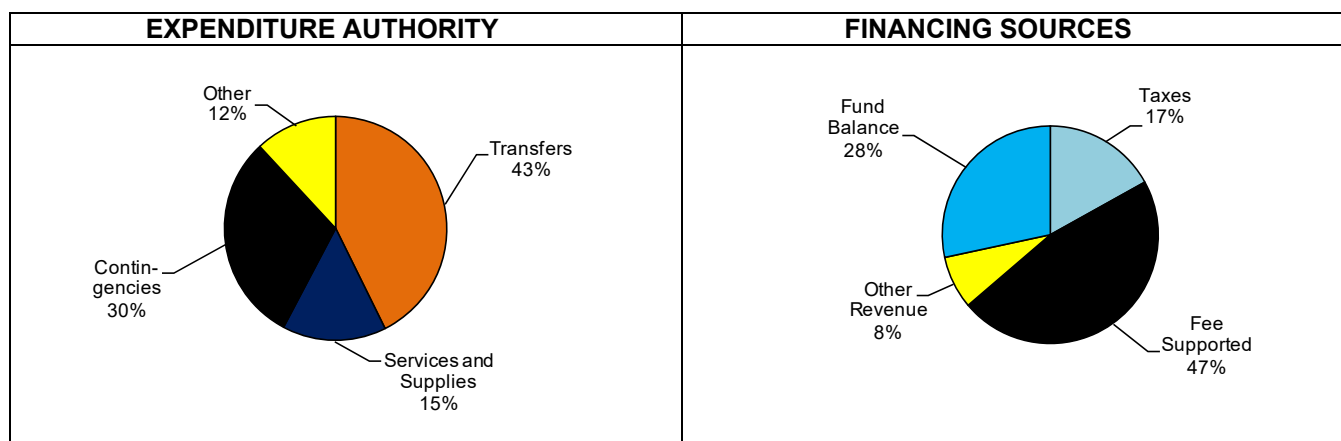 EXPENDITURE AUTHORITY
Other
12%
Transfers
43%
Contin-
gencies
30%
Services and
Supplies
15%
FINANCING SOURCES
Taxes
17%
Fund
Balance
28%
Other
Revenue
8%
Fee
Supported
47%